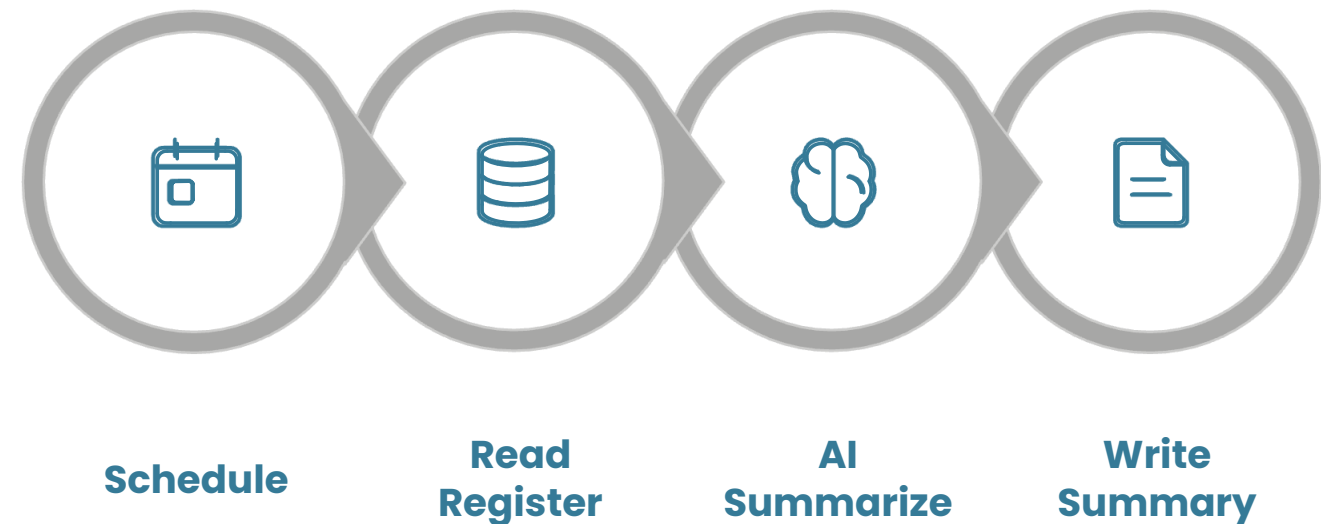 Schedule
Read
Register
AI
Summarize
Write
Summary